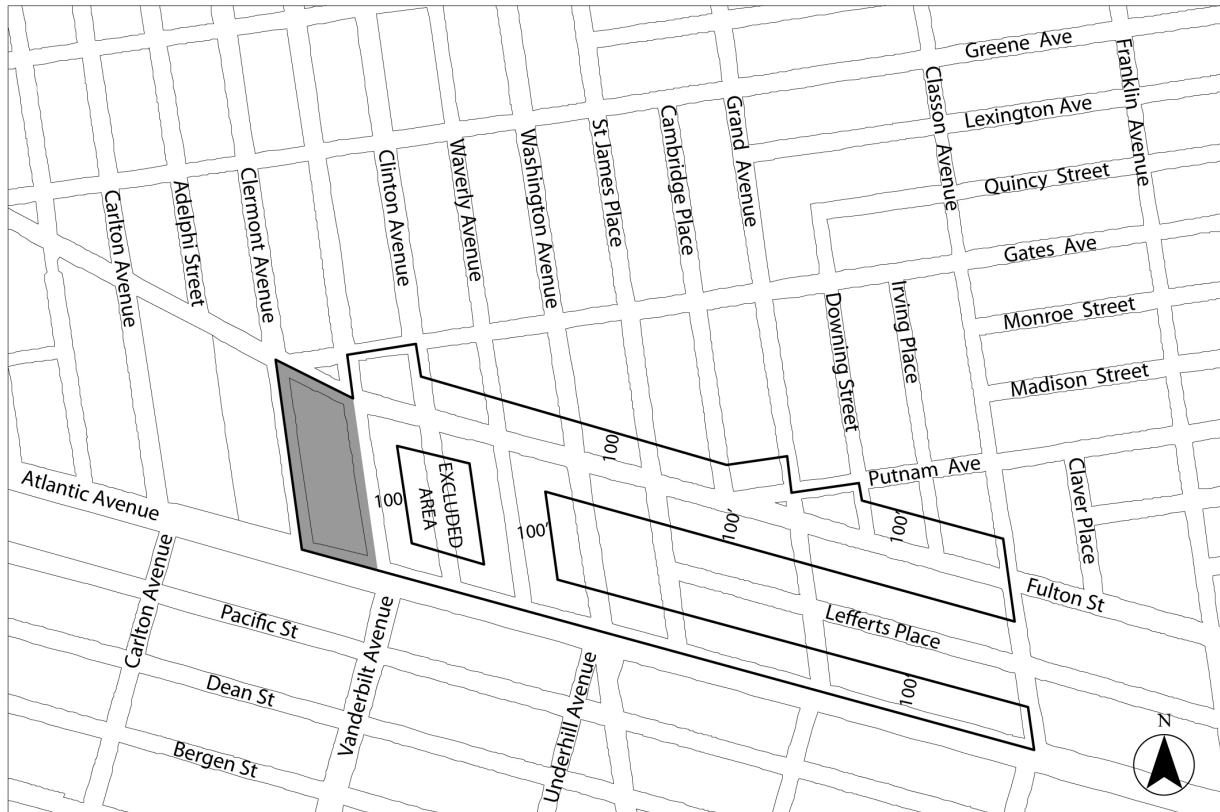 Greene Ave
Franklin Avenue
Classon Avenue
Lexington Ave
Grand Avenue
Cambridge Place
St James Place
Washington Avenue
Waverly Avenue
Clinton Avenue
Clermont Avenue
Adelphi Street
Carlton Avenue
Quincy Street
Gates Ave
Irving Place
Downing Street
Monroe Street
Madison Street
100'
Putnam Ave
Claver Place
EXCLUDED
AREA
100'
100'
100'
100'
Atlantic Avenue
Fulton St
Lefferts Place
Carlton Avenue
Pacific St
Vanderbilt Avenue
Underhill Avenue
Dean St
100'
Bergen St
N